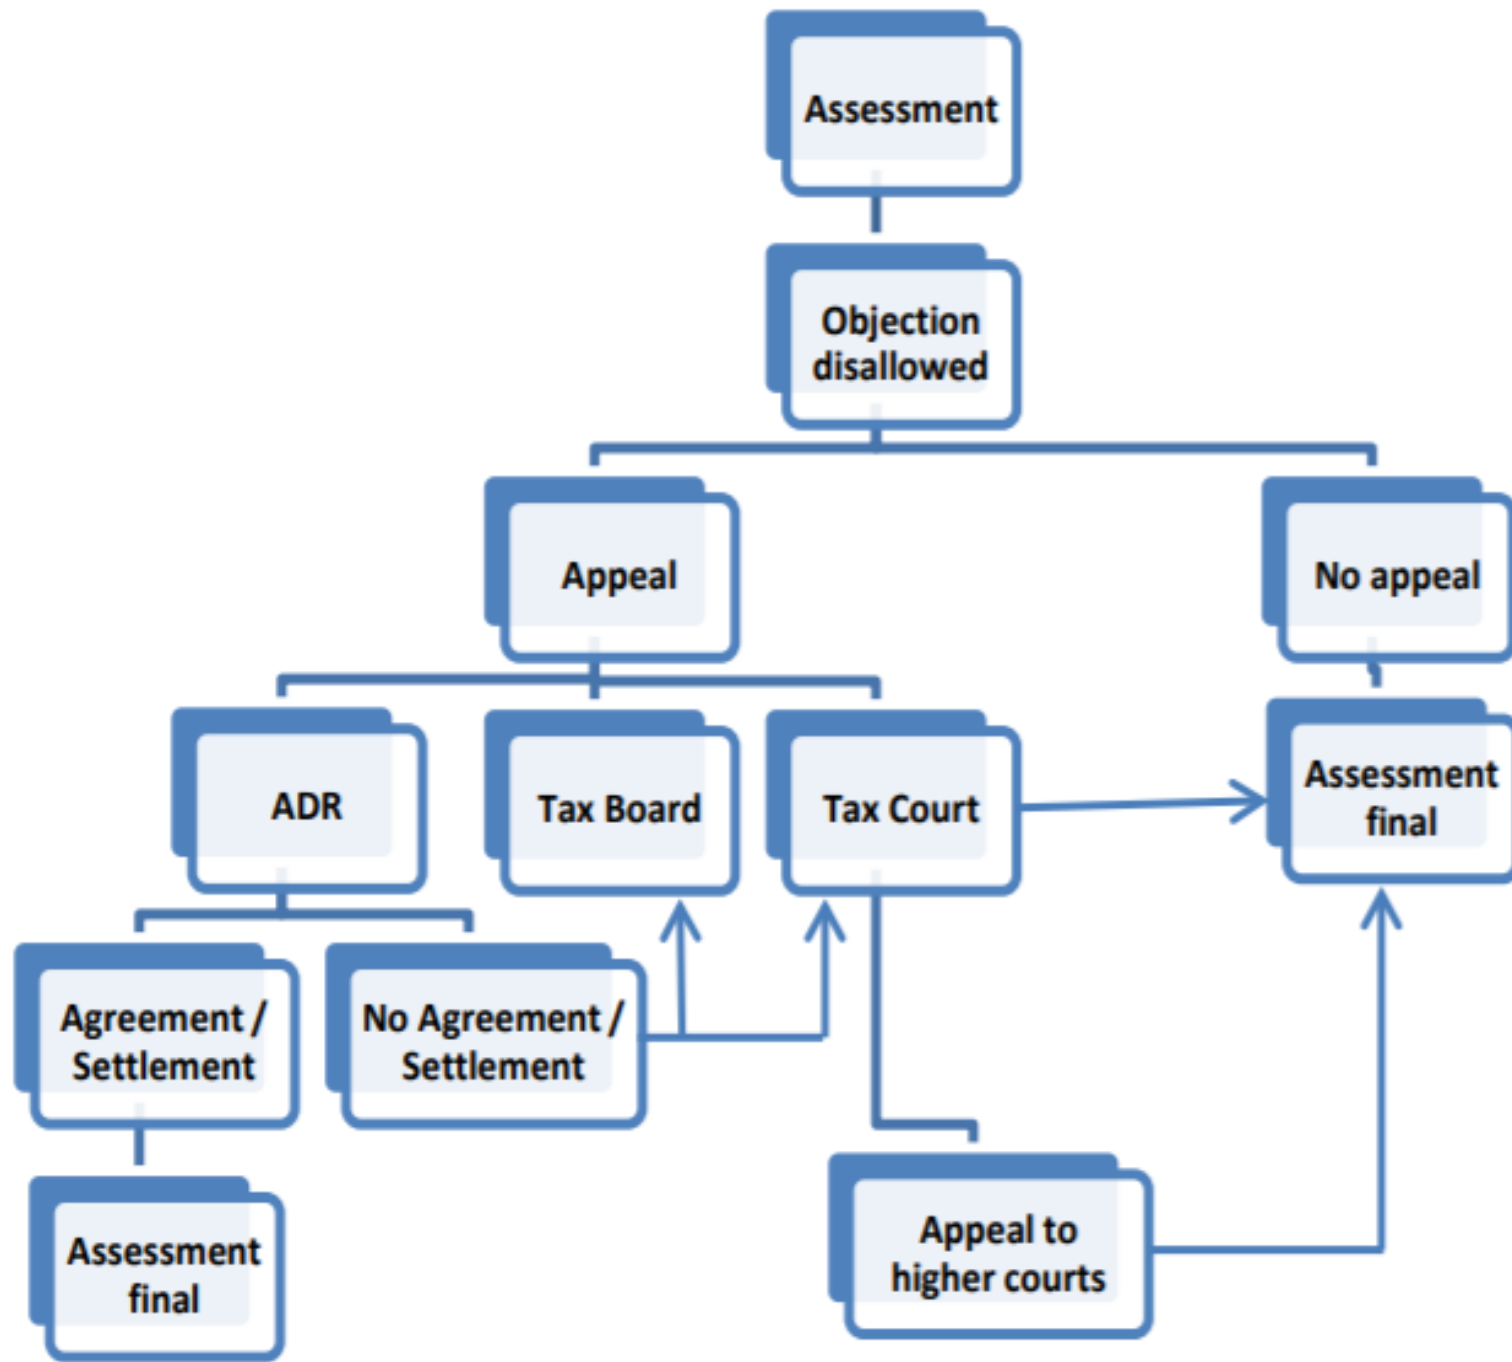 Assessment
Objection
disallowed
Appeal
No appeal
ADR
Tax Board
Tax Court
Assessment
final
Agreement /
Settlement
No Agreement /
Settlement
Appeal to
higher courts
Assessment
final